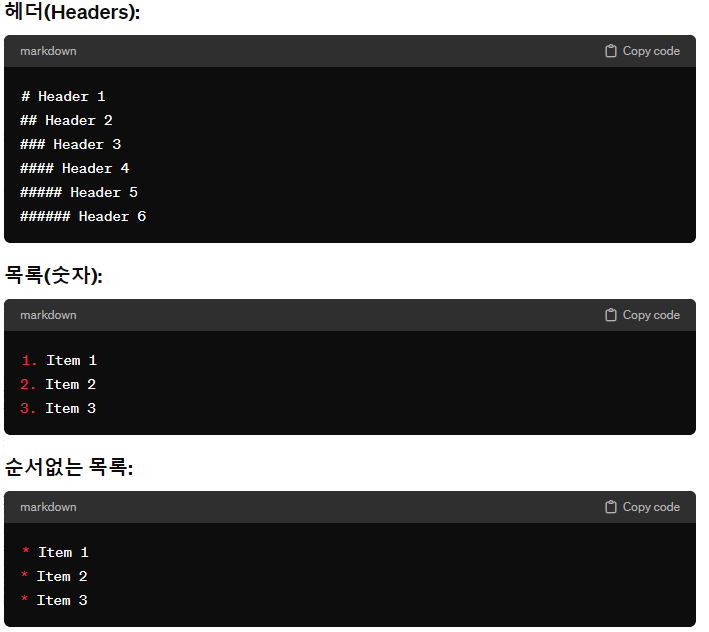 헤더(Headers):
markdown Copy code
# Header 1
## Header 2
### Header 3
#### Header 4
##### Header 5
###### Header 6
목록(숫자):
markdown Copy code
1. Item 1
2. Item 2
3. Item 3
순서없는 목록:
markdown Copy code
* Item 1
* Item 2
* Item 3